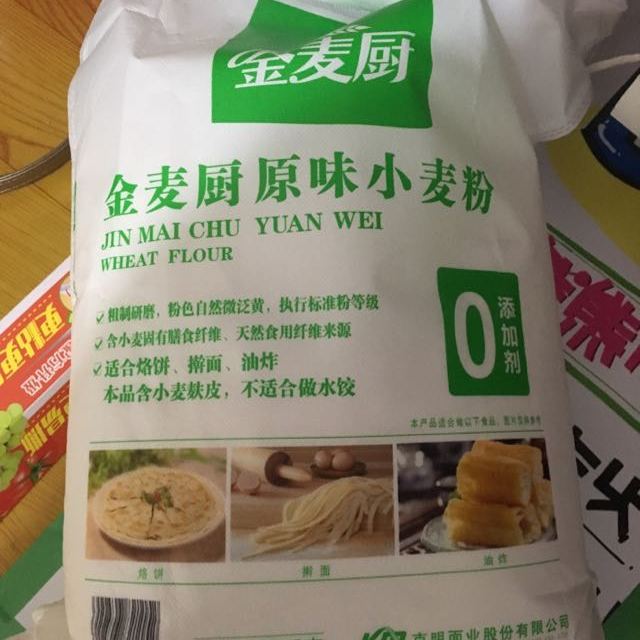 金麦厨
金麦厨原味小麦粉
JIN MAI CHU YUAN WEI
WHEAT FLOUR
粗制研磨，粉色自然微泛黄，执行标准粉等级
含小麦固有膳食纤维、天然食用纤维来源
适合烙饼、擀面、油炸
本品含小麦麸皮，不适合做水饺
0 添加剂
本产品适合做以下食品，图片仅供参考
烙饼
擀面
油炸
克明面业股份有限公司